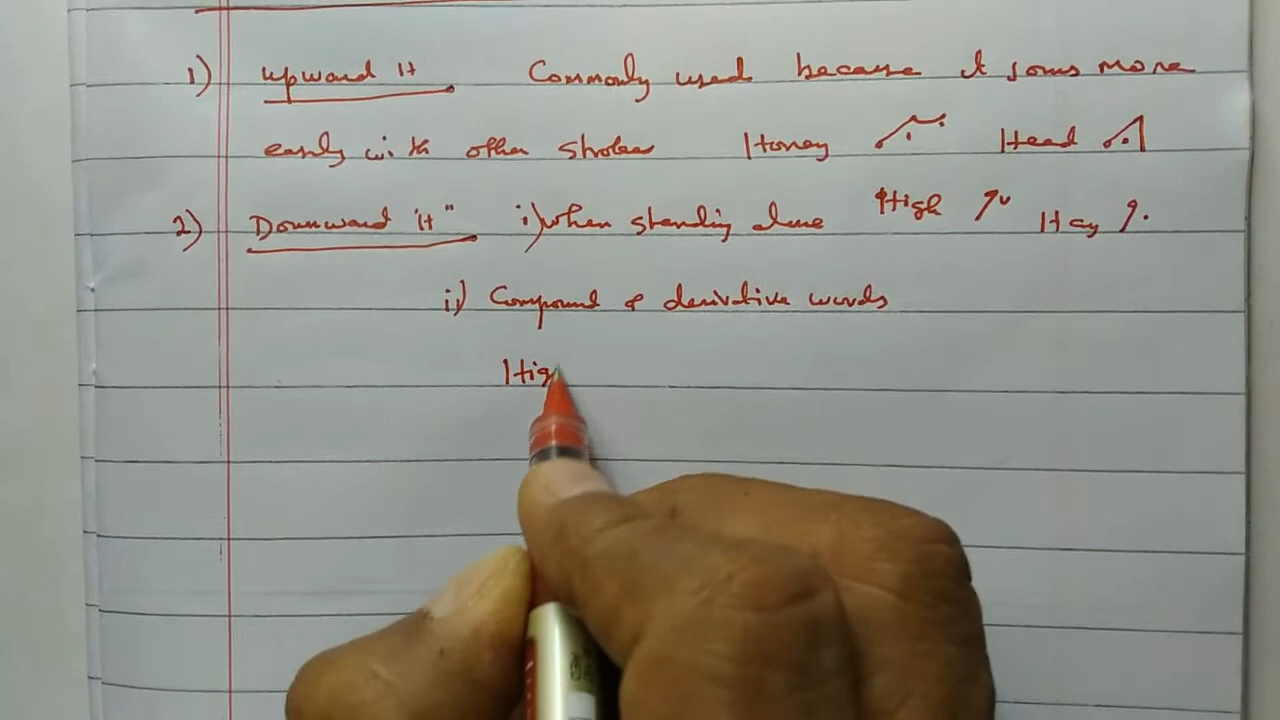 1) upward H Commonly used because it joins more
easily with other strokes Honey Head
2) Downward "H" i) when standing alone High Hay
ii) Compound & derivative words
Hig